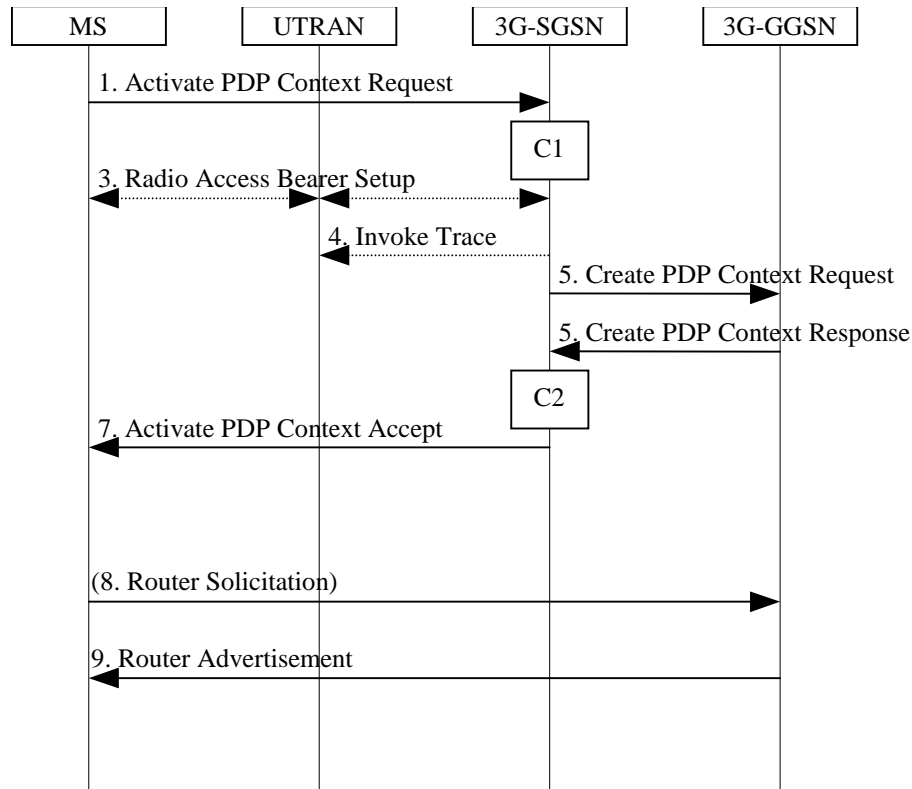 MS
UTRAN
3G-SGSN
3G-GGSN
1. Activate PDP Context Request
C1
3. Radio Access Bearer Setup
4. Invoke Trace
5. Create PDP Context Request
5. Create PDP Context Response
C2
7. Activate PDP Context Accept
(8. Router Solicitation)
9. Router Advertisement